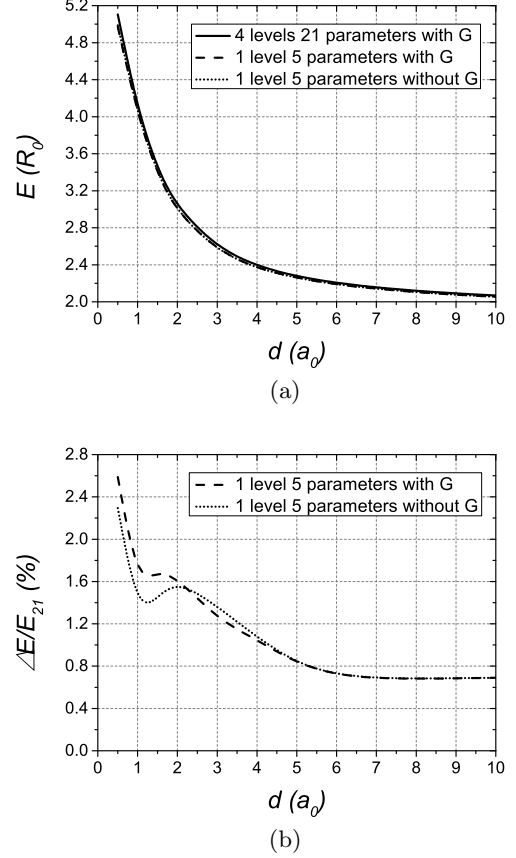 5.2
4.8
4.4
4.0
3.6
3.2
2.8
2.4
2.0
E (R0)
4 levels 21 parameters with G
1 level 5 parameters with G
1 level 5 parameters without G
0 1 2 3 4 5 6 7 8 9 10
d (a0)
(a)
2.8
2.4
2.0
1.6
1.2
0.8
0.4
0.0
⊿E/E21 (%)
1 level 5 parameters with G
1 level 5 parameters without G
0 1 2 3 4 5 6 7 8 9 10
d (a0)
(b)